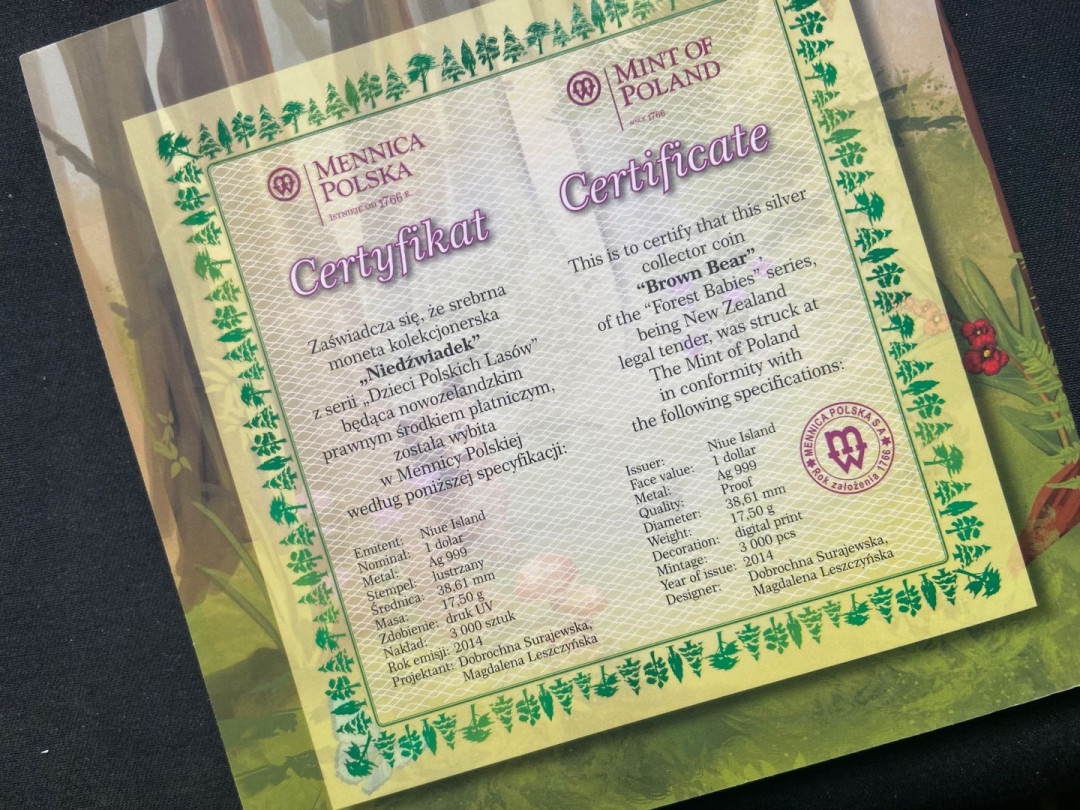 MENNICA
POLSKA
ISTNIEJE OD 1766 R.
Certyfikat
Zaświadcza się, że srebrna
moneta kolekcjonerska
„Niedźwiadek”
z serii „Dzieci Polskich Lasów”
będąca nowozelandzkim
prawnym środkiem płatniczym,
została wybita
w Mennicy Polskiej
według poniższej specyfikacji:
Emitent: Niue Island
Nominał: 1 dolar
Metal: Ag 999
Stempel: lustrzany
Średnica: 38,61 mm
Masa: 17,50 g
Zdobienie: druk UV
Nakład: 3 000 sztuk
Rok emisji: 2014
Projektant: Dobrochna Surajewska,
Magdalena Leszczyńska
MINT OF
POLAND
SINCE 1766
Certificate
This is to certify that this silver
collector coin
“Brown Bear”
of the “Forest Babies” series,
being New Zealand
legal tender, was struck at
The Mint of Poland
in conformity with
the following specifications:
Issuer: Niue Island
Face value: 1 dollar
Metal: Ag 999
Quality: Proof
Diameter: 38,61 mm
Weight: 17,50 g
Decoration: digital print
Mintage: 3 000 pcs
Year of issue: 2014
Designer: Dobrochna Surajewska,
Magdalena Leszczyńska
MENNICA POLSKA S A
Rok założenia 1766